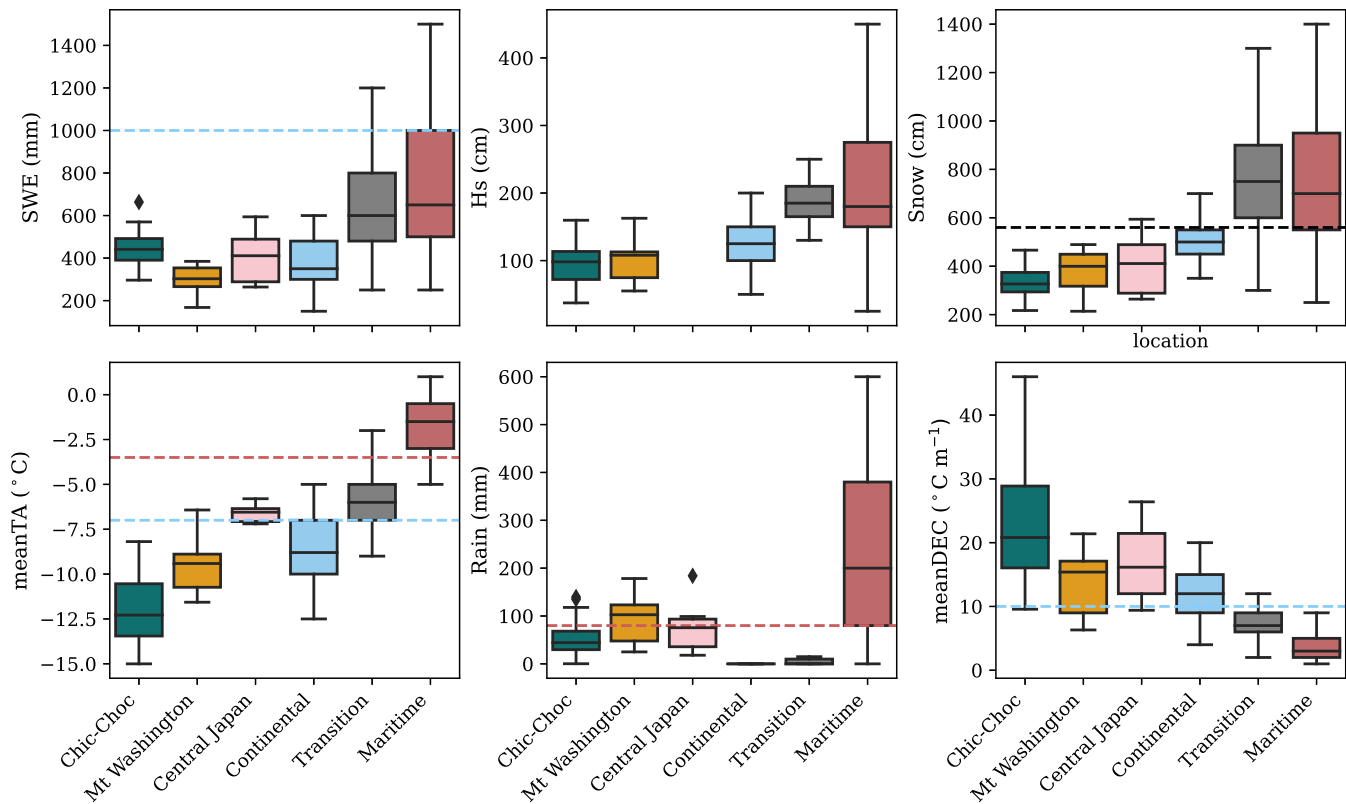 SWE (mm)
1400
1200
1000
800
600
400
200
Hs (cm)
400
300
200
100
Snow (cm)
1400
1200
1000
800
600
400
200
location
meanTA (°C)
0.0
−2.5
−5.0
−7.5
−10.0
−12.5
−15.0
Chic-Choc
Mt Washington
Central Japan
Continental
Transition
Maritime
Rain (mm)
600
500
400
300
200
100
0
Chic-Choc
Mt Washington
Central Japan
Continental
Transition
Maritime
meanDEC (°C m⁻¹)
40
30
20
10
0
Chic-Choc
Mt Washington
Central Japan
Continental
Transition
Maritime